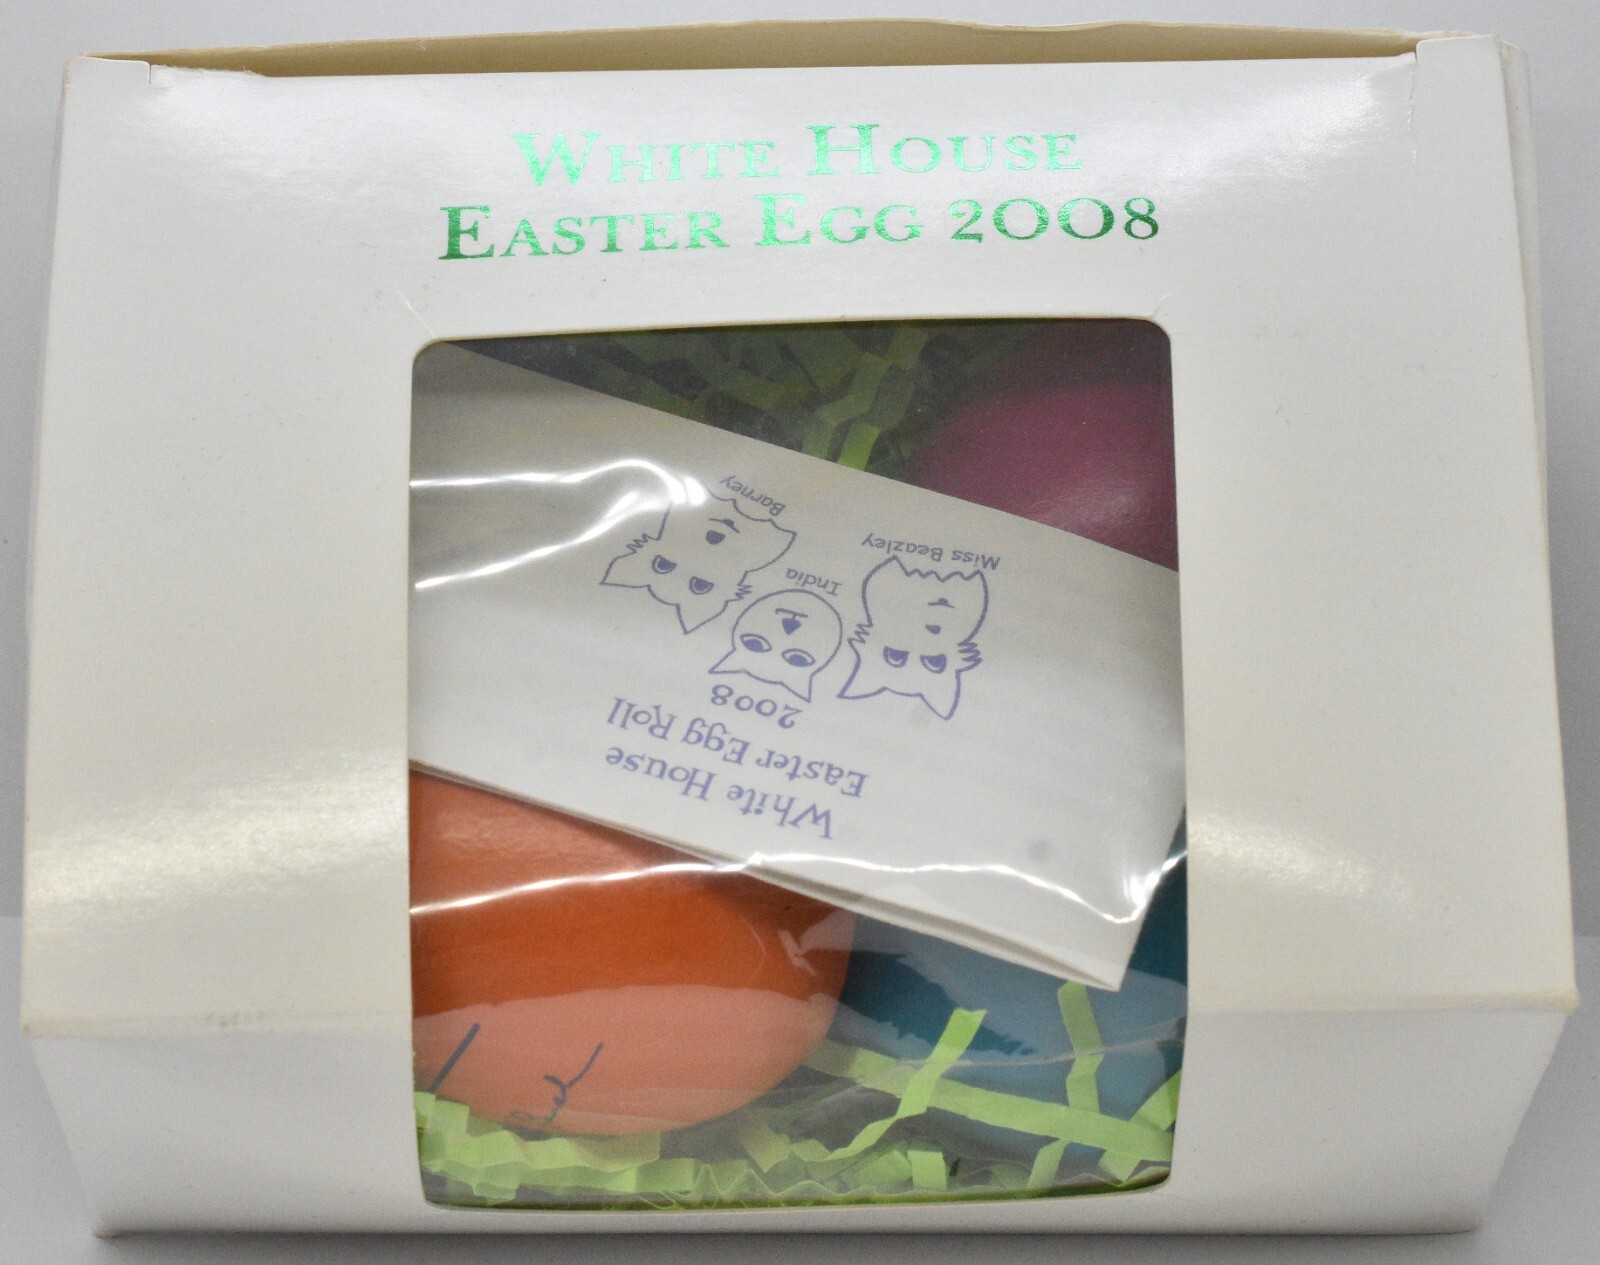 White House
Easter Egg 2008
White House
Easter Egg Roll
2008
Miss Beazley
India
Barney